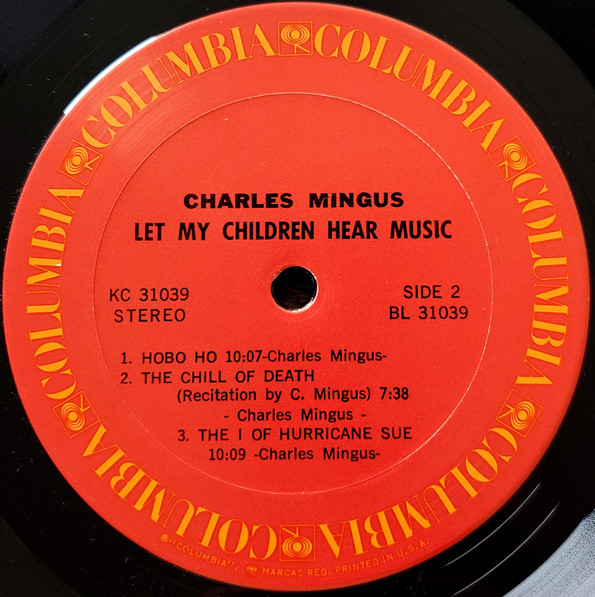 COLUMBIA COLUMBIA COLUMBIA COLUMBIA COLUMBIA COLUMBIA
CHARLES MINGUS
LET MY CHILDREN HEAR MUSIC
KC 31039 SIDE 2
STEREO BL 31039
1. HOBO HO 10:07-Charles Mingus-
2. THE CHILL OF DEATH
(Recitation by C. Mingus) 7:38
- Charles Mingus -
3. THE I OF HURRICANE SUE
10:09 -Charles Mingus-
®"COLUMBIA", MARCAS REG. PRINTED IN U.S.A.